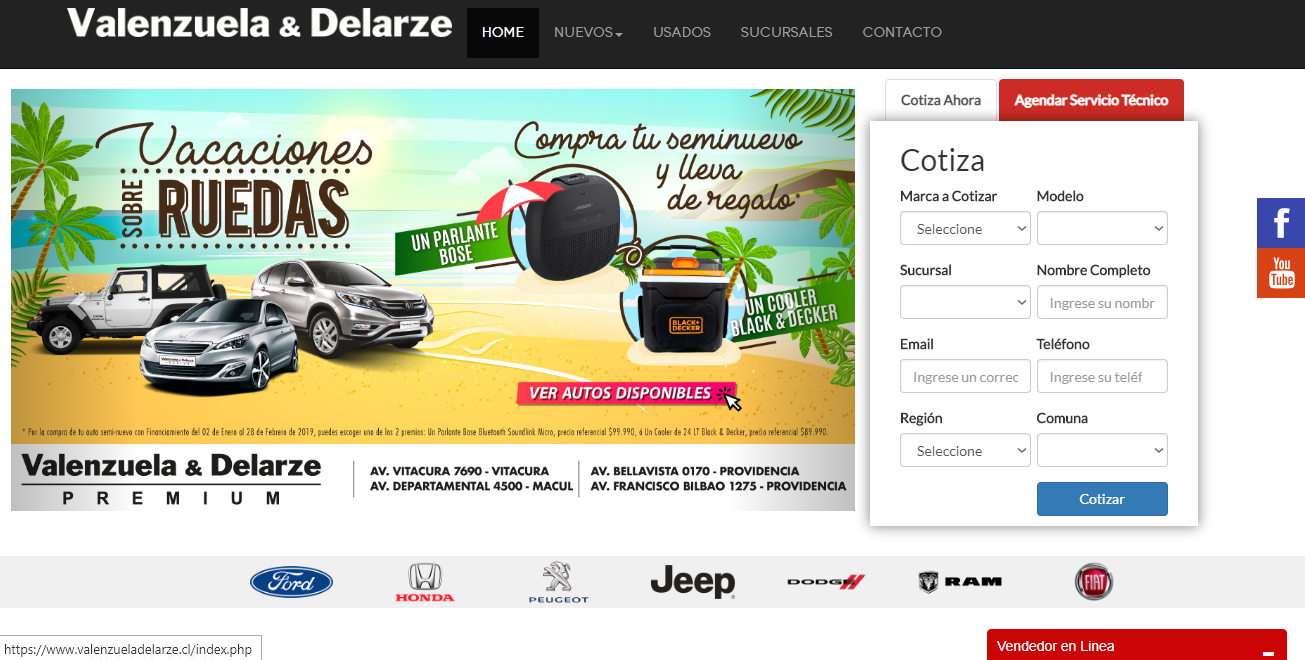 Valenzuela & Delarze
HOME NUEVOS USADOS SUCURSALES CONTACTO
Cotiza Ahora
Agendar Servicio Técnico
Vacaciones
SOBRE
RUEDAS
Compra tu seminuevo
y lleva
de regalo*
UN PARLANTE
BOSE
BOSE
ó
UN COOLER
BLACK & DECKER
BLACK+
DECKER
Valenzuela & Delarze
VER AUTOS DISPONIBLES
* Por la compra de tu auto semi-nuevo con Financiamiento del 02 de Enero al 28 de Febrero de 2019, puedes escoger uno de los 2 premios: Un Parlante Bose Bluetooth Soundlink Micro, precio referencial $99.990, ó Un Cooler de 24 LT Black & Decker, precio referencial $89.990.
Valenzuela & Delarze
PREMIUM
AV. VITACURA 7690 - VITACURA
AV. DEPARTAMENTAL 4500 - MACUL
AV. BELLAVISTA 0170 - PROVIDENCIA
AV. FRANCISCO BILBAO 1275 - PROVIDENCIA
Cotiza
Marca a Cotizar Modelo
Seleccione
Sucursal Nombre Completo
Ingrese su nombr
Email Teléfono
Ingrese un correc Ingrese su teléf
Región Comuna
Seleccione
Cotizar
f
You
Tube
Ford
HONDA
PEUGEOT
Jeep
DODGE
RAM
FIAT
https://www.valenzueladelarze.cl/index.php
Vendedor en Linea